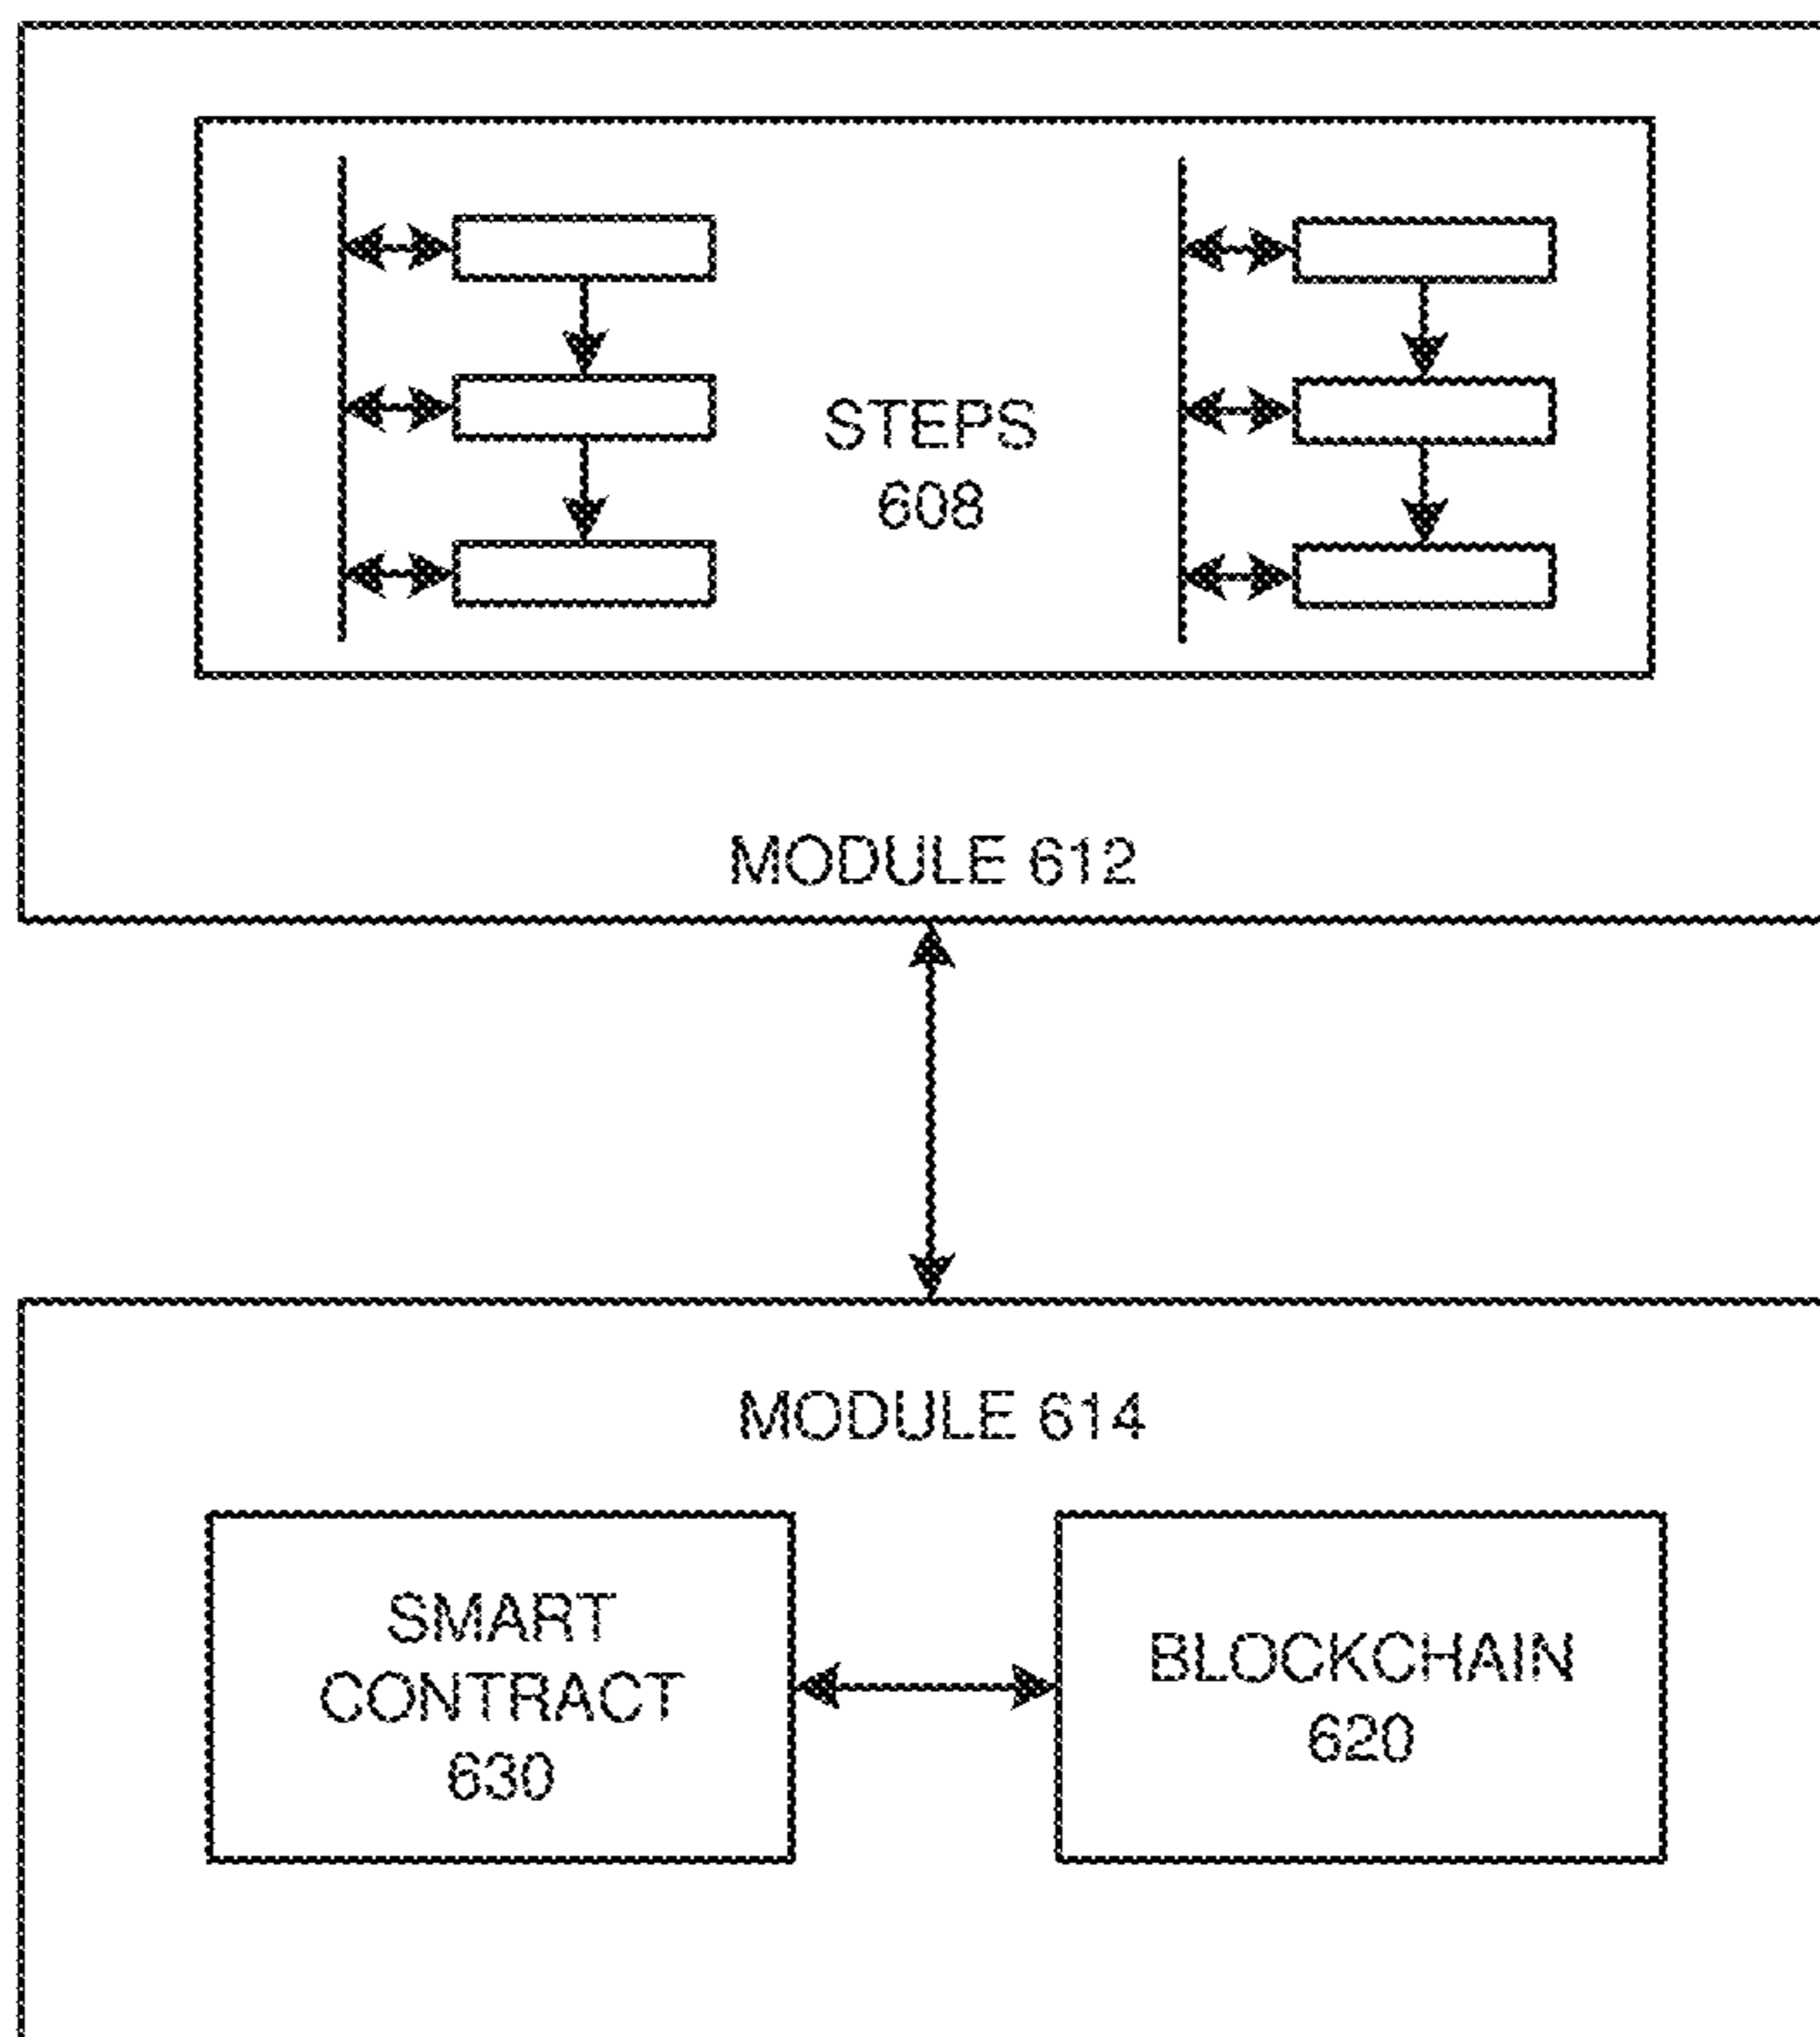 STEPS
608
MODULE 612
MODULE 614
SMART
CONTRACT
630
BLOCKCHAIN
620